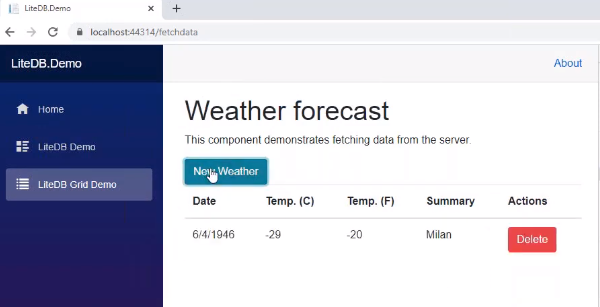 LiteDB.Demo
localhost:44314/fetchdata
LiteDB.Demo
About
Home
LiteDB Demo
LiteDB Grid Demo
Weather forecast
This component demonstrates fetching data from the server.
New Weather
Date Temp. (C) Temp. (F) Summary Actions
6/4/1946 -29 -20 Milan Delete